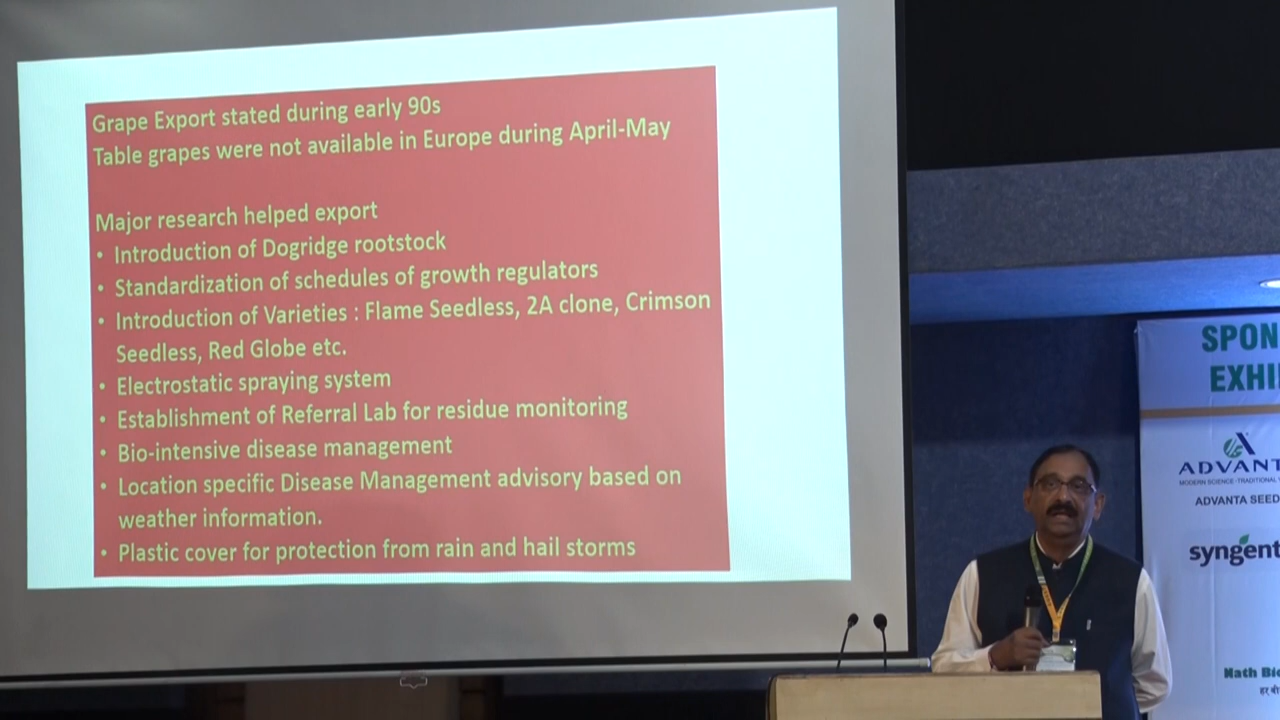 Grape Export stated during early 90s
Table grapes were not available in Europe during April-May
Major research helped export
• Introduction of Dogridge rootstock
• Standardization of schedules of growth regulators
• Introduction of Varieties : Flame Seedless, 2A clone, Crimson
Seedless, Red Globe etc.
• Electrostatic spraying system
• Establishment of Referral Lab for residue monitoring
• Bio-intensive disease management
• Location specific Disease Management advisory based on
weather information.
• Plastic cover for protection from rain and hail storms
SPON
EXHI
ADVANT
MODERN SCIENCE·TRADITIONAL
ADVANTA SEED
syngent
Nath Bio
हर बी